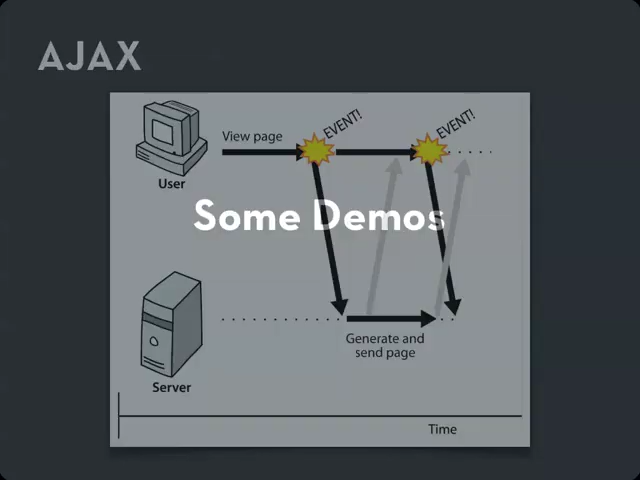 AJAX
View page
EVENT!
EVENT!
User
Some Demos
Generate and
send page
Server
Time